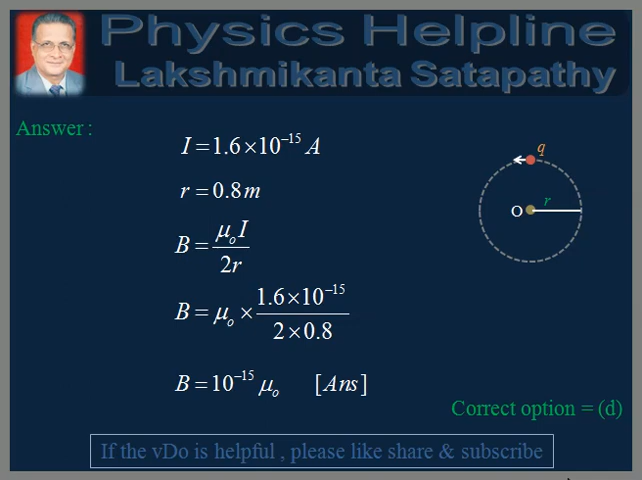 Physics Helpline
Lakshmikanta Satapathy
Answer :
I = 1.6 × 10⁻¹⁵ A
r = 0.8 m
B = μₒI / 2r
B = μₒ × 1.6 × 10⁻¹⁵ / 2 × 0.8
B = 10⁻¹⁵ μₒ [Ans]
q
r
O
Correct option = (d)
If the vDo is helpful , please like share & subscribe